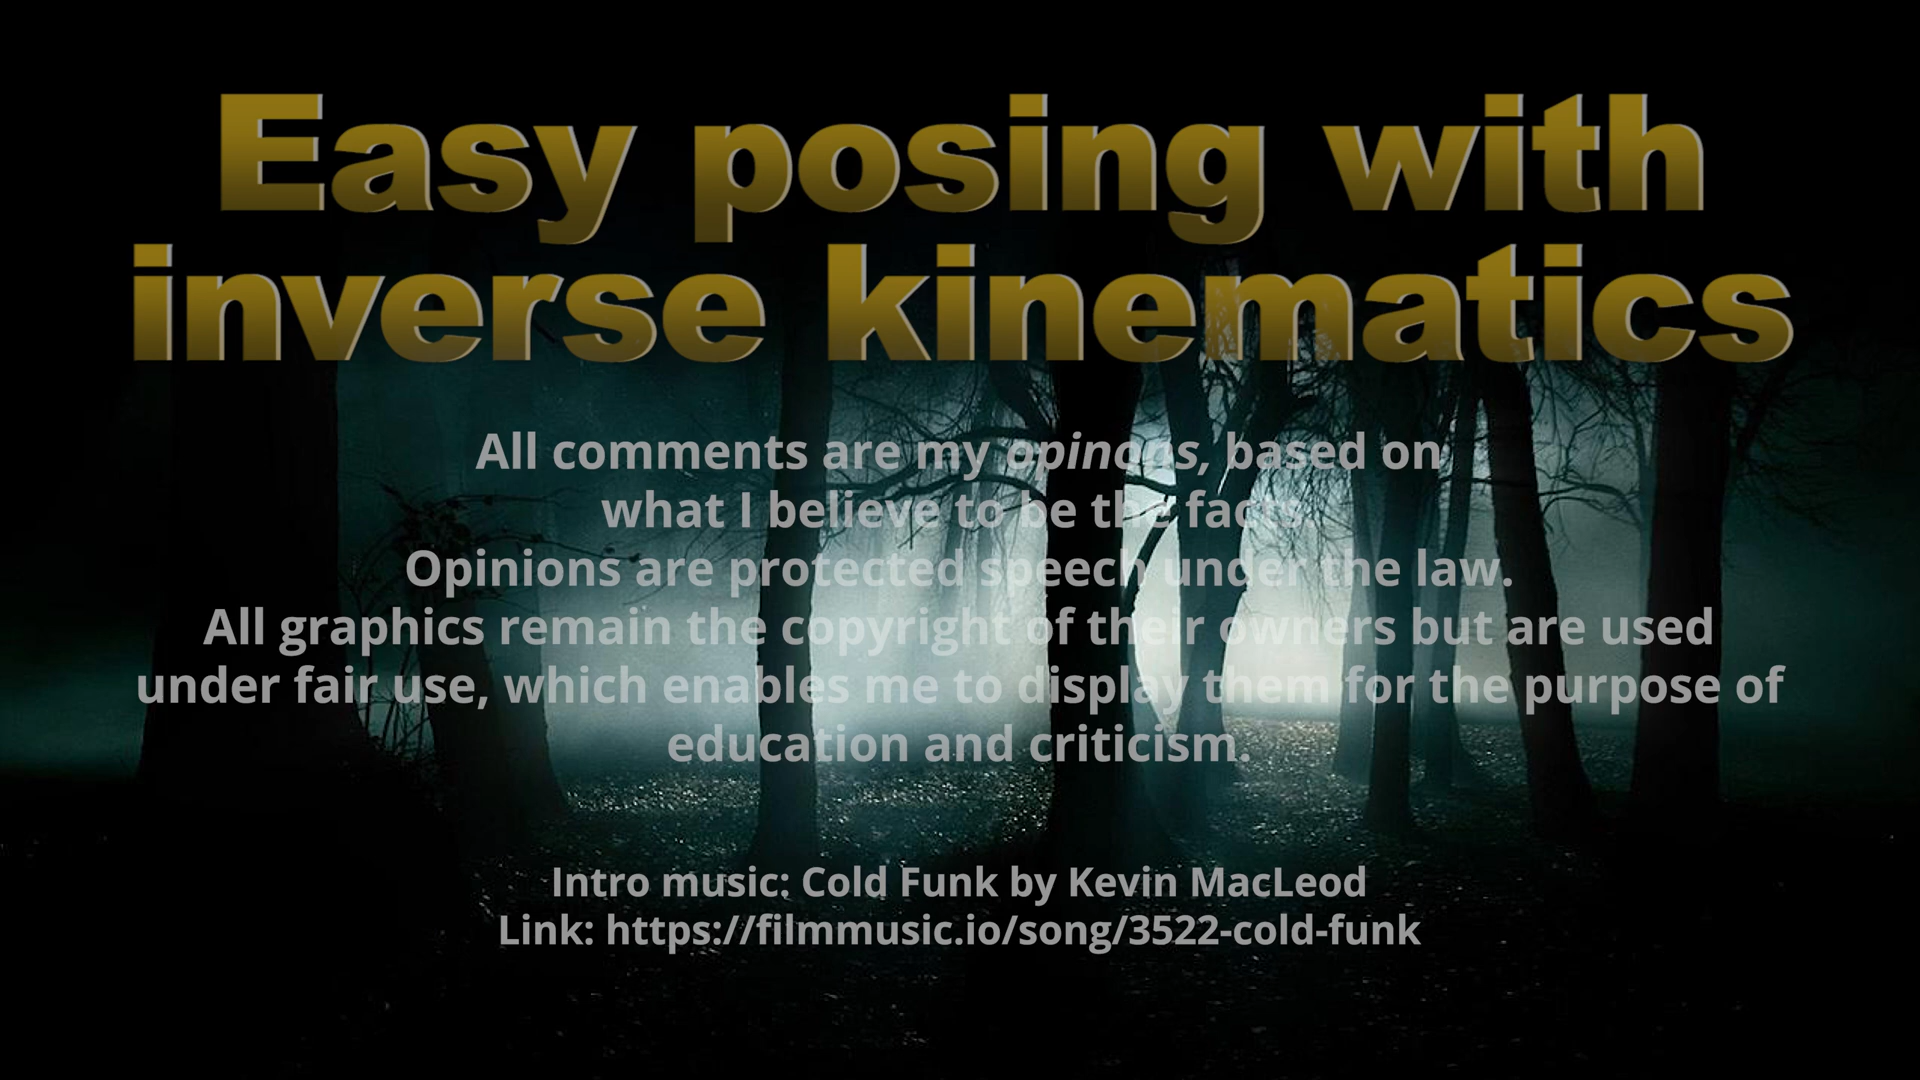 Easy posing with
inverse kinematics
All comments are my opinons, based on
what I believe to be the facts.
Opinions are protected speech under the law.
All graphics remain the copyright of their owners but are used
under fair use, which enables me to display them for the purpose of
education and criticism.
Intro music: Cold Funk by Kevin MacLeod
Link: https://filmmusic.io/song/3522-cold-funk